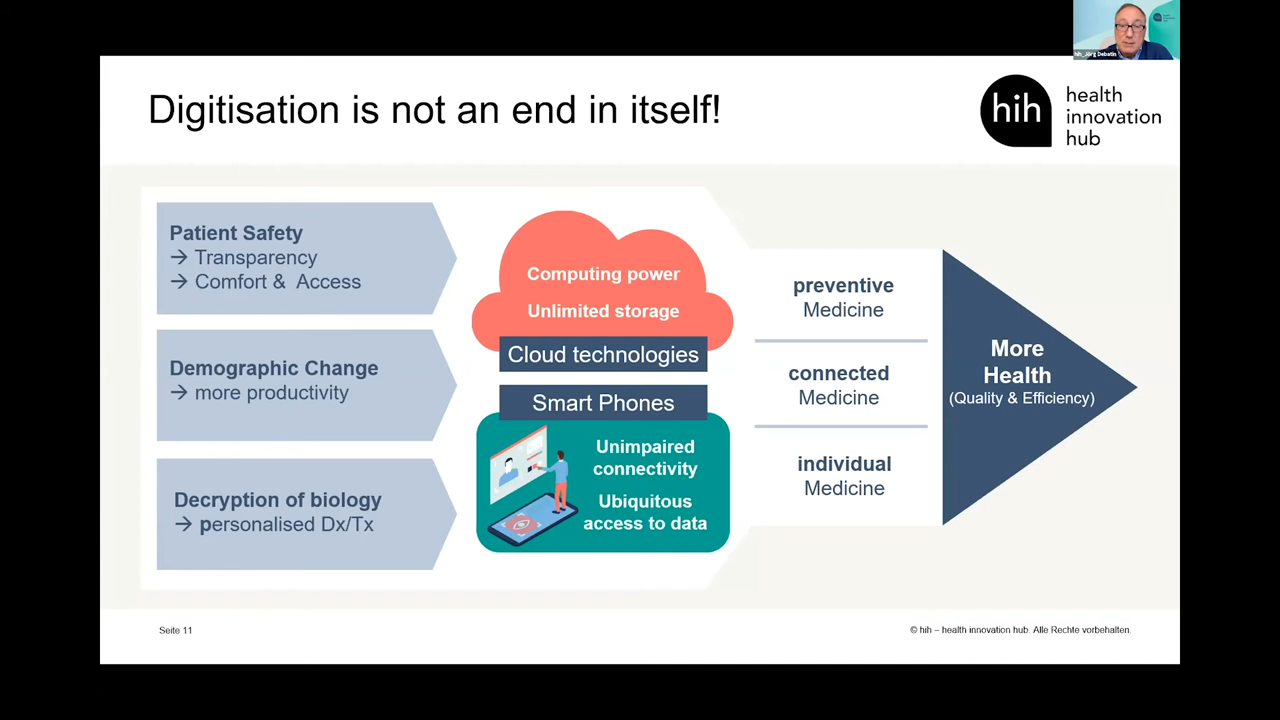 hih_Jörg Debatin
Digitisation is not an end in itself!
hih
health
innovation
hub
Patient Safety
→ Transparency
→ Comfort & Access
Demographic Change
→ more productivity
Decryption of biology
→ personalised Dx/Tx
Computing power
Unlimited storage
Cloud technologies
Smart Phones
Unimpaired
connectivity
Ubiquitous
access to data
preventive
Medicine
connected
Medicine
individual
Medicine
More
Health
(Quality & Efficiency)
Seite 11
© hih – health innovation hub. Alle Rechte vorbehalten.